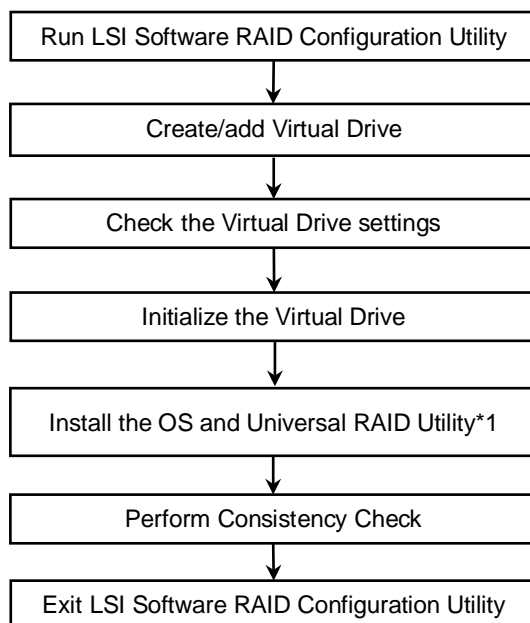 Run LSI Software RAID Configuration Utility
Create/add Virtual Drive
Check the Virtual Drive settings
Initialize the Virtual Drive
Install the OS and Universal RAID Utility*1
Perform Consistency Check
Exit LSI Software RAID Configuration Utility